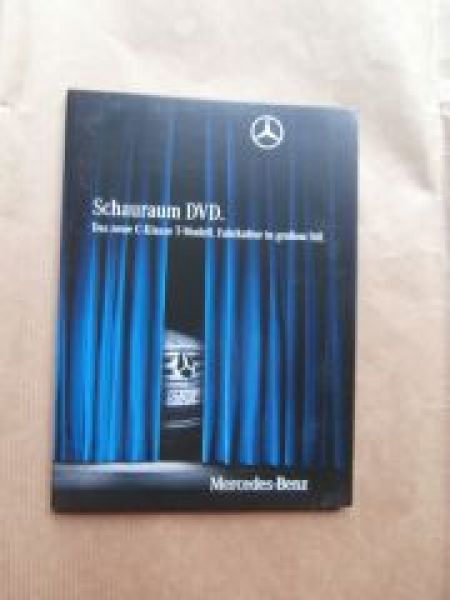 Schauraum DVD.
Das neue C-Klasse T-Modell. Fahrkultur in großem Stil.
Mercedes-Benz